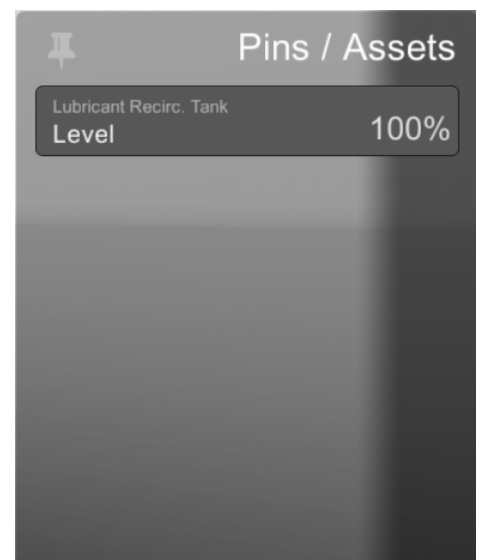 Pins / Assets
Lubricant Recirc. Tank
Level
100%